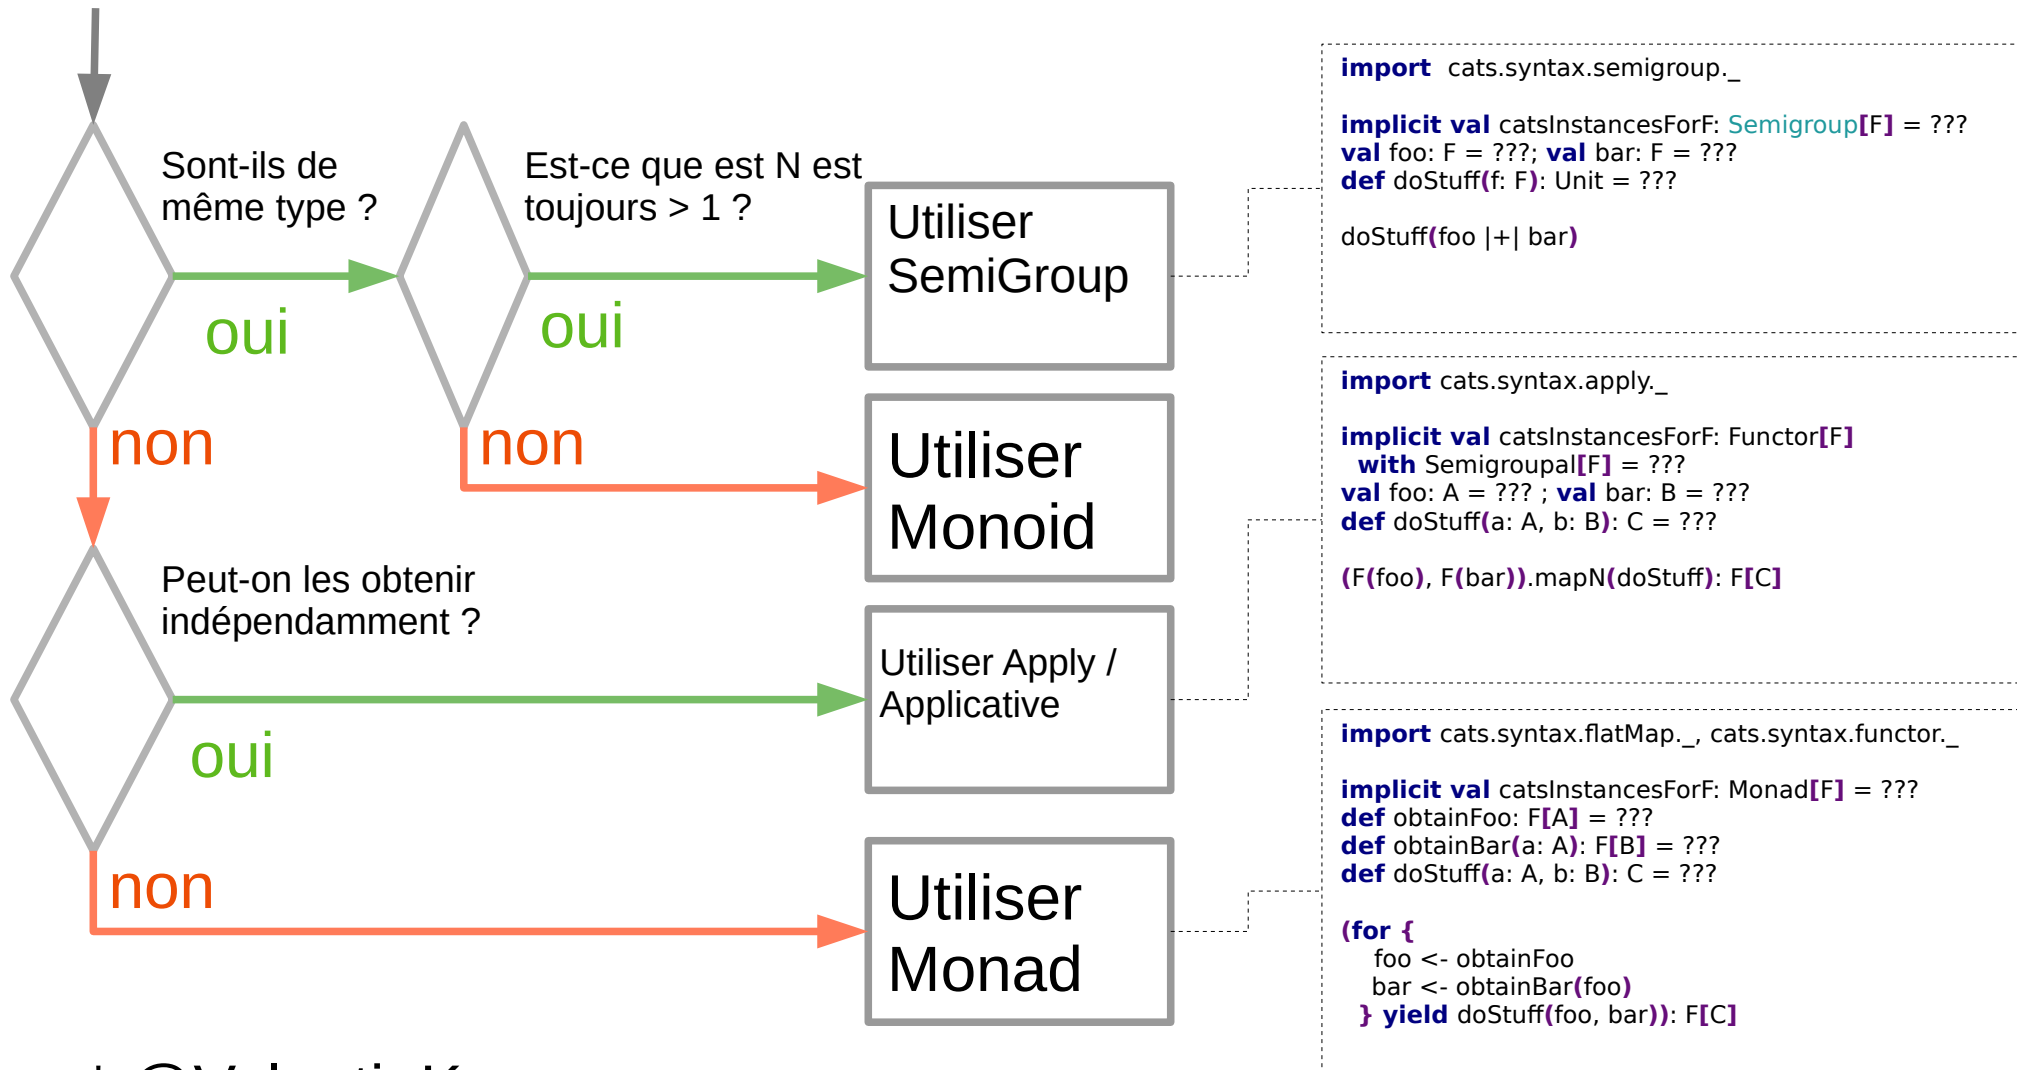 Sont-ils de
même type ?
oui
non
Est-ce que est N est
toujours > 1 ?
oui
non
Utiliser
SemiGroup
Utiliser
Monoid
Peut-on les obtenir
indépendamment ?
oui
non
Utiliser Apply /
Applicative
Utiliser
Monad
import cats.syntax.semigroup._
implicit val catsInstancesForF: Semigroup[F] = ???
val foo: F = ???; val bar: F = ???
def doStuff(f: F): Unit = ???
doStuff(foo |+| bar)
import cats.syntax.apply._
implicit val catsInstancesForF: Functor[F]
with Semigroupal[F] = ???
val foo: A = ??? ; val bar: B = ???
def doStuff(a: A, b: B): C = ???
(F(foo), F(bar)).mapN(doStuff): F[C]
import cats.syntax.flatMap._, cats.syntax.functor._
implicit val catsInstancesForF: Monad[F] = ???
def obtainFoo: F[A] = ???
def obtainBar(a: A): F[B] = ???
def doStuff(a: A, b: B): C = ???
(for {
foo <- obtainFoo
bar <- obtainBar(foo)
} yield doStuff(foo, bar)): F[C]